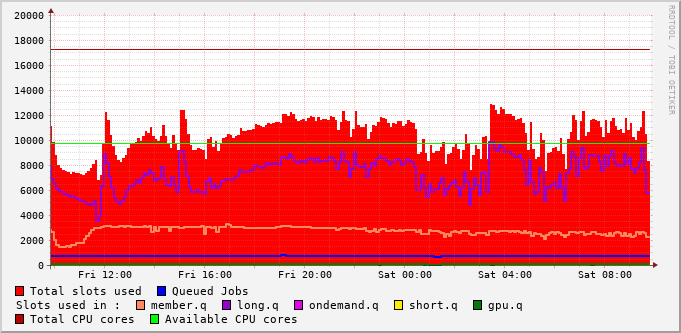 20000
18000
16000
14000
12000
10000
8000
6000
4000
2000
0
Fri 12:00 Fri 16:00 Fri 20:00 Sat 00:00 Sat 04:00 Sat 08:00
RRDTOOL / TOBI OETIKER
Total slots used Queued Jobs
Slots used in : member.q long.q ondemand.q short.q gpu.q
Total CPU cores Available CPU cores